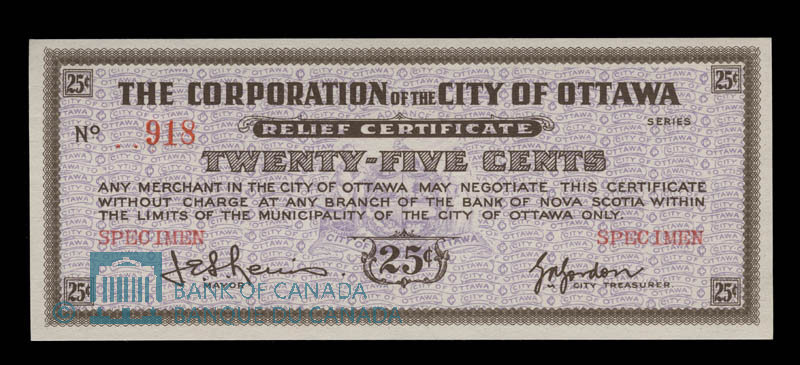 25¢ 25¢
THE CORPORATION OF THE CITY OF OTTAWA
Nº 918 SERIES
RELIEF CERTIFICATE
TWENTY-FIVE CENTS
ANY MERCHANT IN THE CITY OF OTTAWA MAY NEGOTIATE THIS CERTIFICATE
WITHOUT CHARGE AT ANY BRANCH OF THE BANK OF NOVA SCOTIA WITHIN
THE LIMITS OF THE MUNICIPALITY OF THE CITY OF OTTAWA ONLY.
SPECIMEN SPECIMEN
25¢
MAYOR CITY TREASURER
25¢ 25¢
© BANK OF CANADA
BANQUE DU CANADA